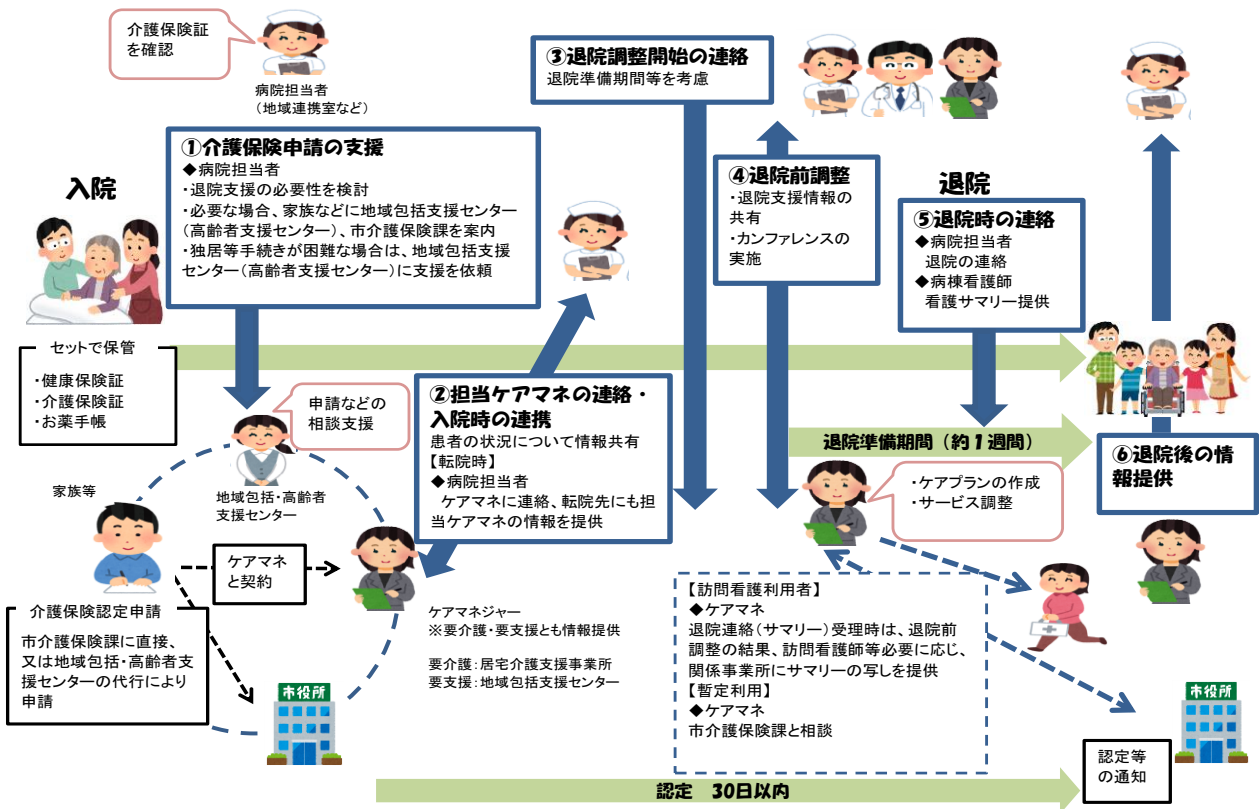 介護保険証
を確認
病院担当者
（地域連携室など）
入院
①介護保険申請の支援
◆病院担当者
・退院支援の必要性を検討
・必要な場合、家族などに地域包括支援センター
（高齢者支援センター）、市介護保険課を案内
・独居等手続きが困難な場合は、地域包括支援
センター（高齢者支援センター）に支援を依頼
③退院調整開始の連絡
退院準備期間等を考慮
④退院前調整
・退院支援情報の
共有
・カンファレンスの
実施
退院
⑤退院時の連絡
◆病院担当者
退院の連絡
◆病棟看護師
看護サマリー提供
セットで保管
・健康保険証
・介護保険証
・お薬手帳
申請などの
相談支援
②担当ケアマネの連絡・
入院時の連携
患者の状況について情報共有
【転院時】
◆病院担当者
ケアマネに連絡、転院先にも担
当ケアマネの情報を提供
退院準備期間（約１週間）
⑥退院後の情
報提供
・ケアプランの作成
・サービス調整
家族等
地域包括・高齢者
支援センター
ケアマネ
と契約
介護保険認定申請
市介護保険課に直接、
又は地域包括・高齢者支
援センターの代行により
申請
市役所
ケアマネジャー
※要介護・要支援とも情報提供
要介護：居宅介護支援事業所
要支援：地域包括支援センター
【訪問看護利用者】
◆ケアマネ
退院連絡（サマリー）受理時は、退院前
調整の結果、訪問看護師等必要に応じ、
関係事業所にサマリーの写しを提供
【暫定利用】
◆ケアマネ
市介護保険課と相談
市役所
認定等
の通知
認定　30日以内